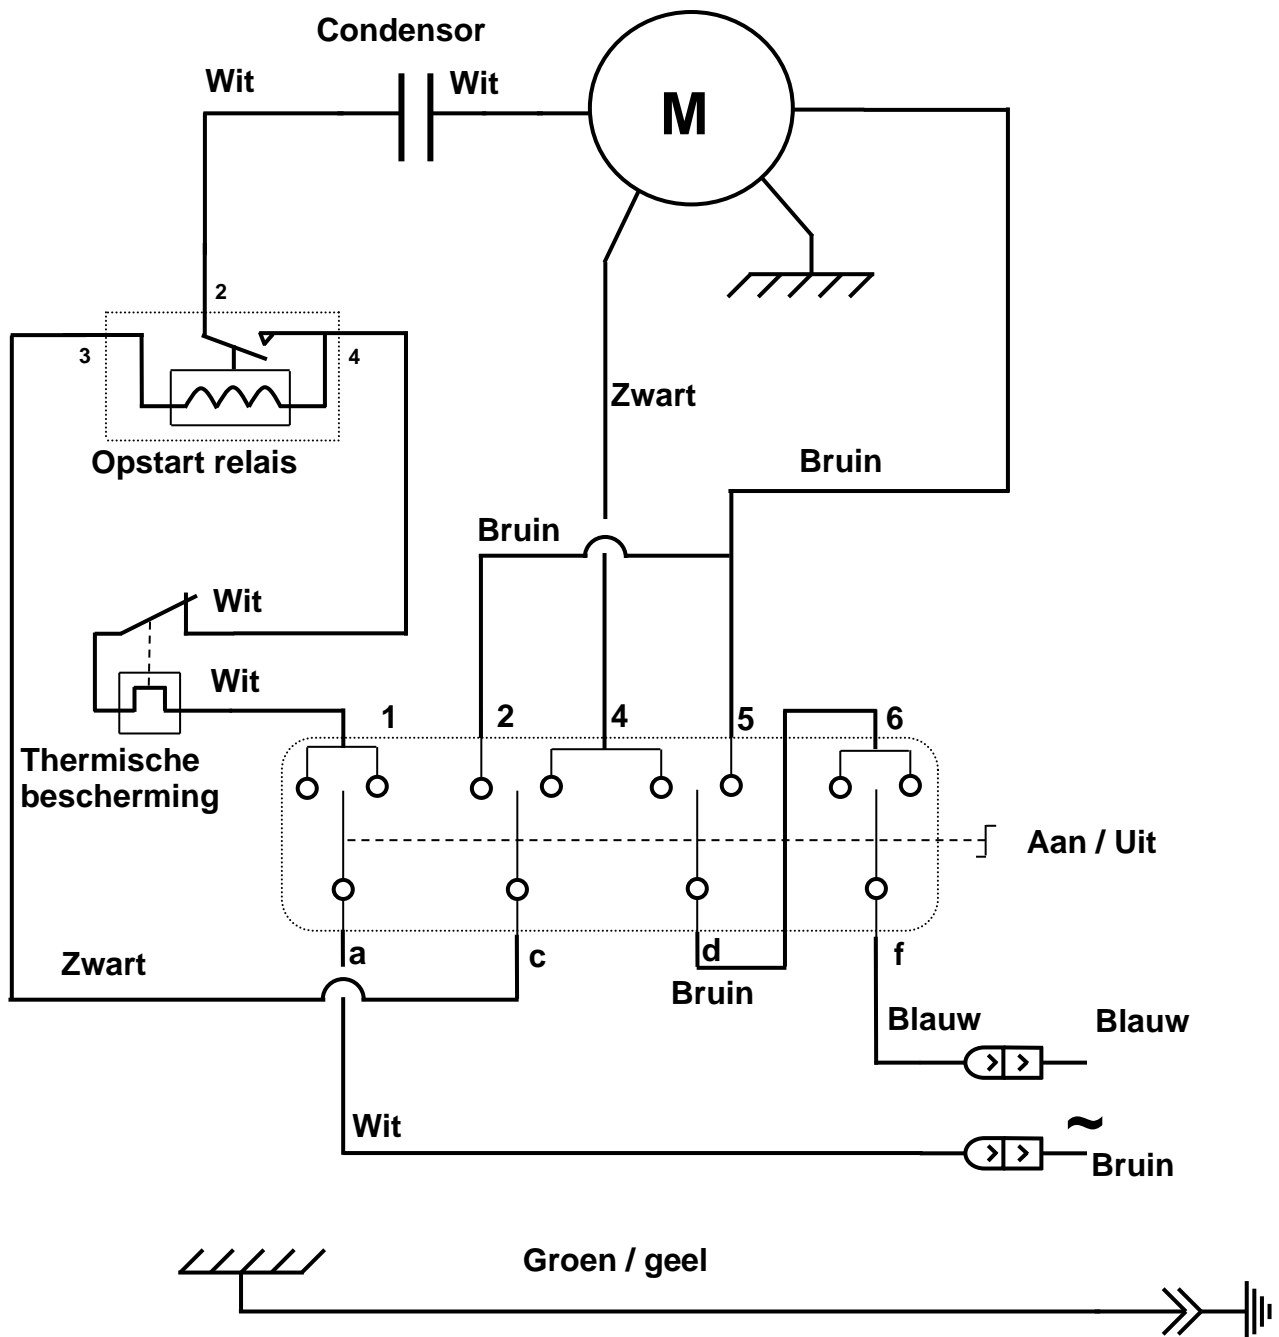 Condensor
Wit
Wit
M
2
3
4
Opstart relais
Zwart
Bruin
Bruin
Wit
Wit
1
2
4
5
6
Thermische
bescherming
Aan / Uit
a
c
d
f
Zwart
Bruin
Blauw
Blauw
Wit
~
Bruin
Groen / geel